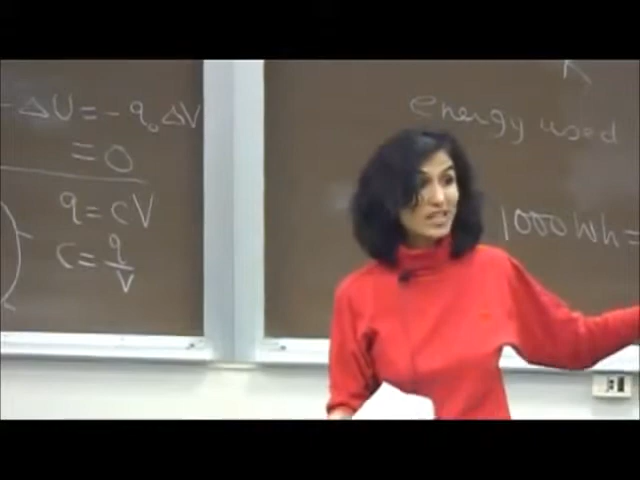 -ΔU = -q₀ΔV
= 0
q = cV
c = q/V
energy used
1000 Wh =